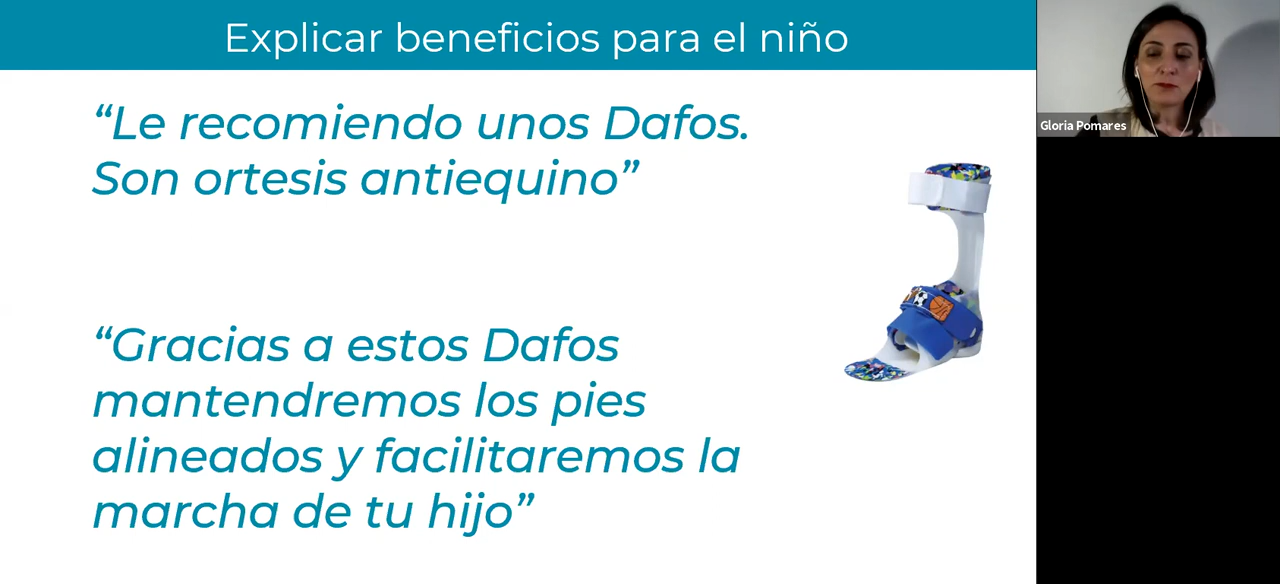 Explicar beneficios para el niño
“Le recomiendo unos Dafos.
Son ortesis antiequino”
“Gracias a estos Dafos
mantendremos los pies
alineados y facilitaremos la
marcha de tu hijo”
Gloria Pomares